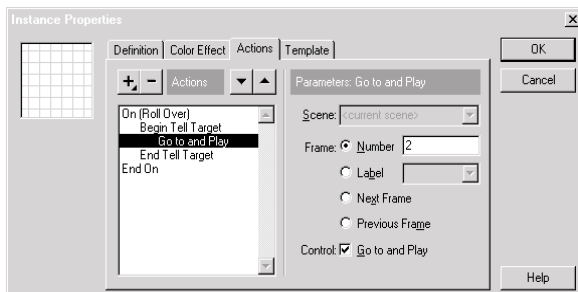 Instance Properties
Definition Color Effect Actions Template
OK
Cancel
+ - Actions
Parameters: Go to and Play
On (Roll Over)
Begin Tell Target
Go to and Play
End Tell Target
End On
Scene: <current scene>
Frame: Number 2
Label
Next Frame
Previous Frame
Control: Go to and Play
Help